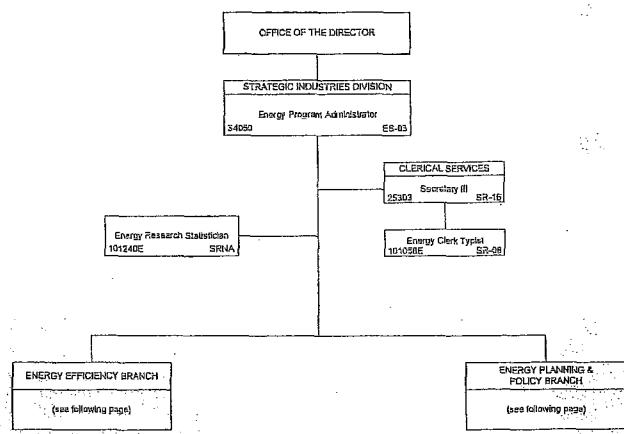 OFFICE OF THE DIRECTOR
STRATEGIC INDUSTRIES DIVISION
Energy Program Administrator
34050 ES-03
CLERICAL SERVICES
Secretary III
25303 SR-16
Energy Research Statistician
101240E SRNA
Energy Clerk Typist
101058E SR-08
ENERGY EFFICIENCY BRANCH
(see following page)
ENERGY PLANNING &
POLICY BRANCH
(see following page)